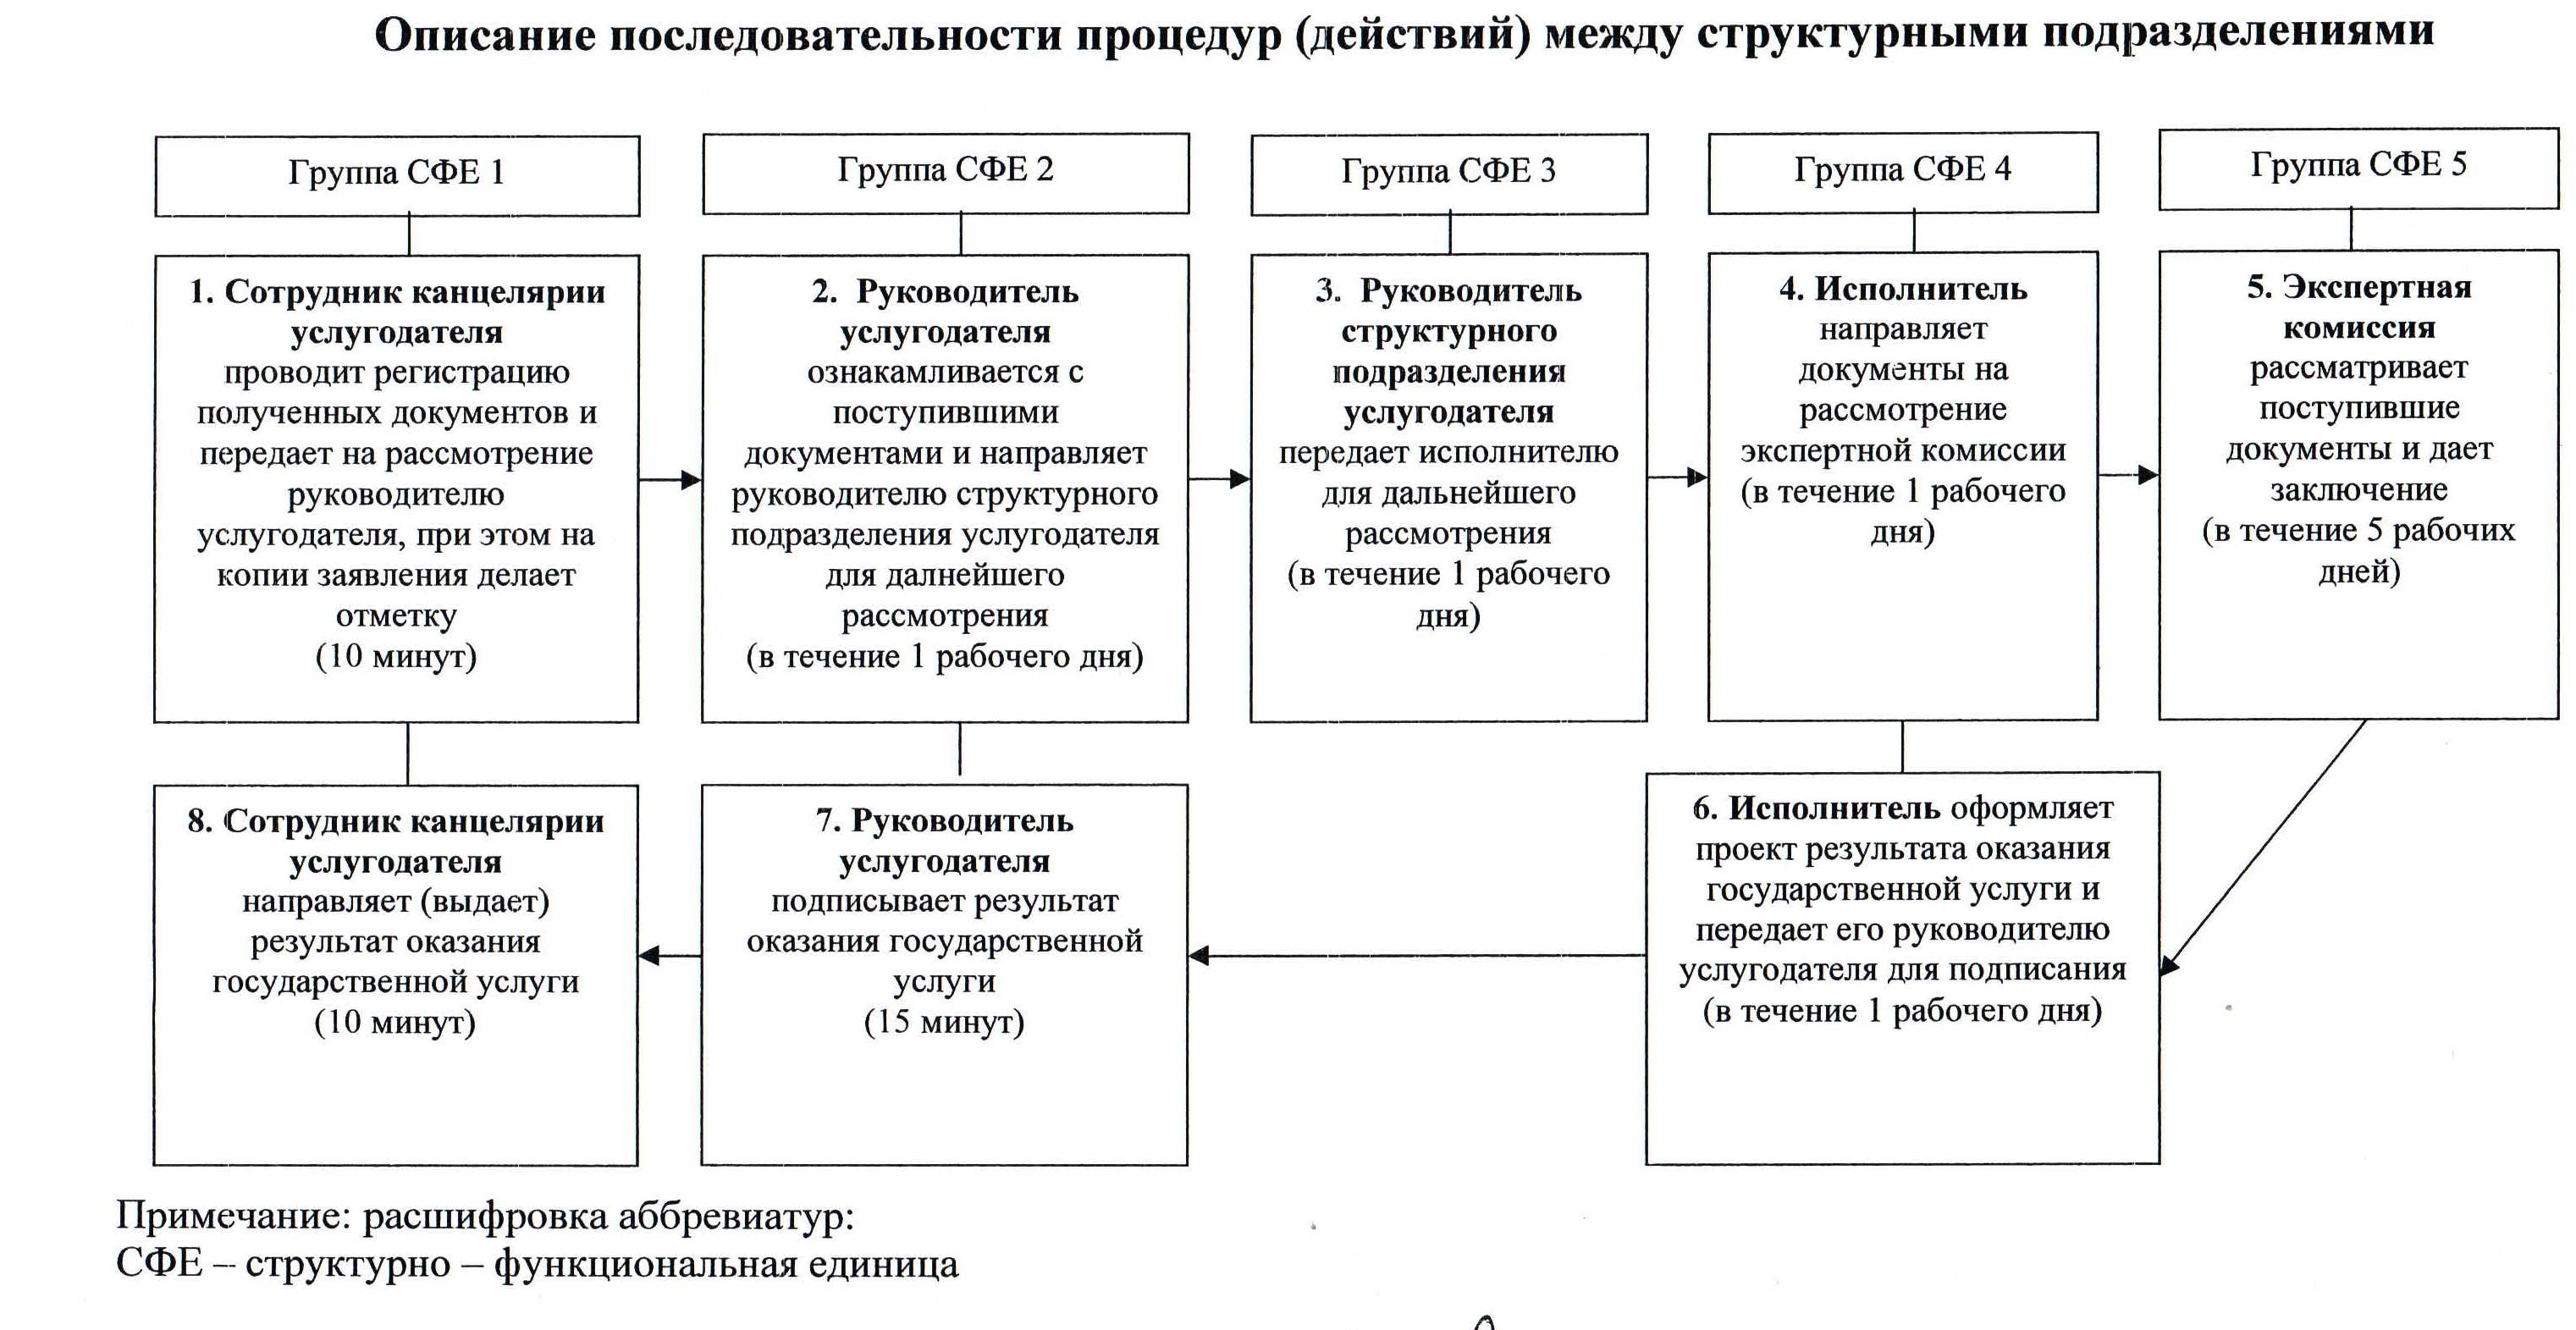 Описание последовательности процедур (действий) между структурными подразделениями
Группа СФЕ 1
Группа СФЕ 2
Группа СФЕ 3
Группа СФЕ 4
Группа СФЕ 5
1. Сотрудник канцелярии
услугодателя
проводит регистрацию
полученных документов и
передает на рассмотрение
руководителю
услугодателя, при этом на
копии заявления делает
отметку
(10 минут)
2. Руководитель
услугодателя
ознакамливается с
поступившими
документами и направляет
руководителю структурного
подразделения услугодателя
для далнейшего
рассмотрения
(в течение 1 рабочего дня)
3. Руководитель
структурного
подразделения
услугодателя
передает исполнителю
для дальнейшего
рассмотрения
(в течение 1 рабочего
дня)
4. Исполнитель
направляет
документы на
рассмотрение
экспертной комиссии
(в течение 1 рабочего
дня)
5. Экспертная
комиссия
рассматривает
поступившие
документы и дает
заключение
(в течение 5 рабочих
дней)
8. Сотрудник канцелярии
услугодателя
направляет (выдает)
результат оказания
государственной услуги
(10 минут)
7. Руководитель
услугодателя
подписывает результат
оказания государственной
услуги
(15 минут)
6. Исполнитель оформляет
проект результата оказания
государственной услуги и
передает его руководителю
услугодателя для подписания
(в течение 1 рабочего дня)
Примечание: расшифровка аббревиатур:
СФЕ – структурно – функциональная единица